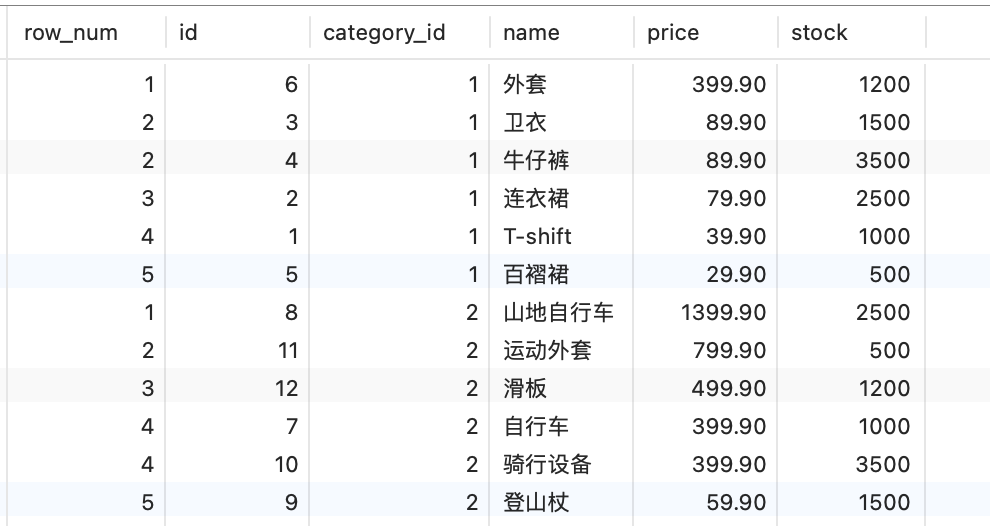 row_num id category_id name price stock
1 6 1 外套 399.90 1200
2 3 1 卫衣 89.90 1500
2 4 1 牛仔裤 89.90 3500
3 2 1 连衣裙 79.90 2500
4 1 1 T-shift 39.90 1000
5 5 1 百褶裙 29.90 500
1 8 2 山地自行车 1399.90 2500
2 11 2 运动外套 799.90 500
3 12 2 滑板 499.90 1200
4 7 2 自行车 399.90 1000
4 10 2 骑行设备 399.90 3500
5 9 2 登山杖 59.90 1500